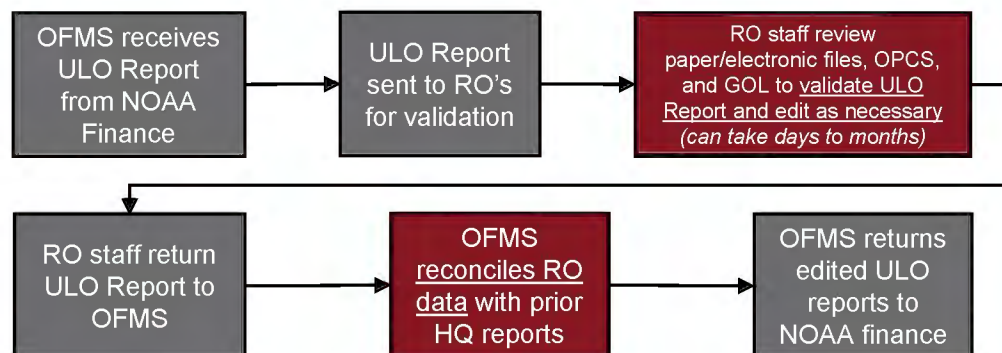 OFMS receives
ULO Report
from NOAA
Finance
ULO Report
sent to RO's
for validation
RO staff review
paper/electronic files, OPCS,
and GOL to validate ULO
Report and edit as necessary
(can take days to months)
RO staff return
ULO Report to
OFMS
OFMS
reconciles RO
data with prior
HQ reports
OFMS returns
edited ULO
reports to
NOAA finance